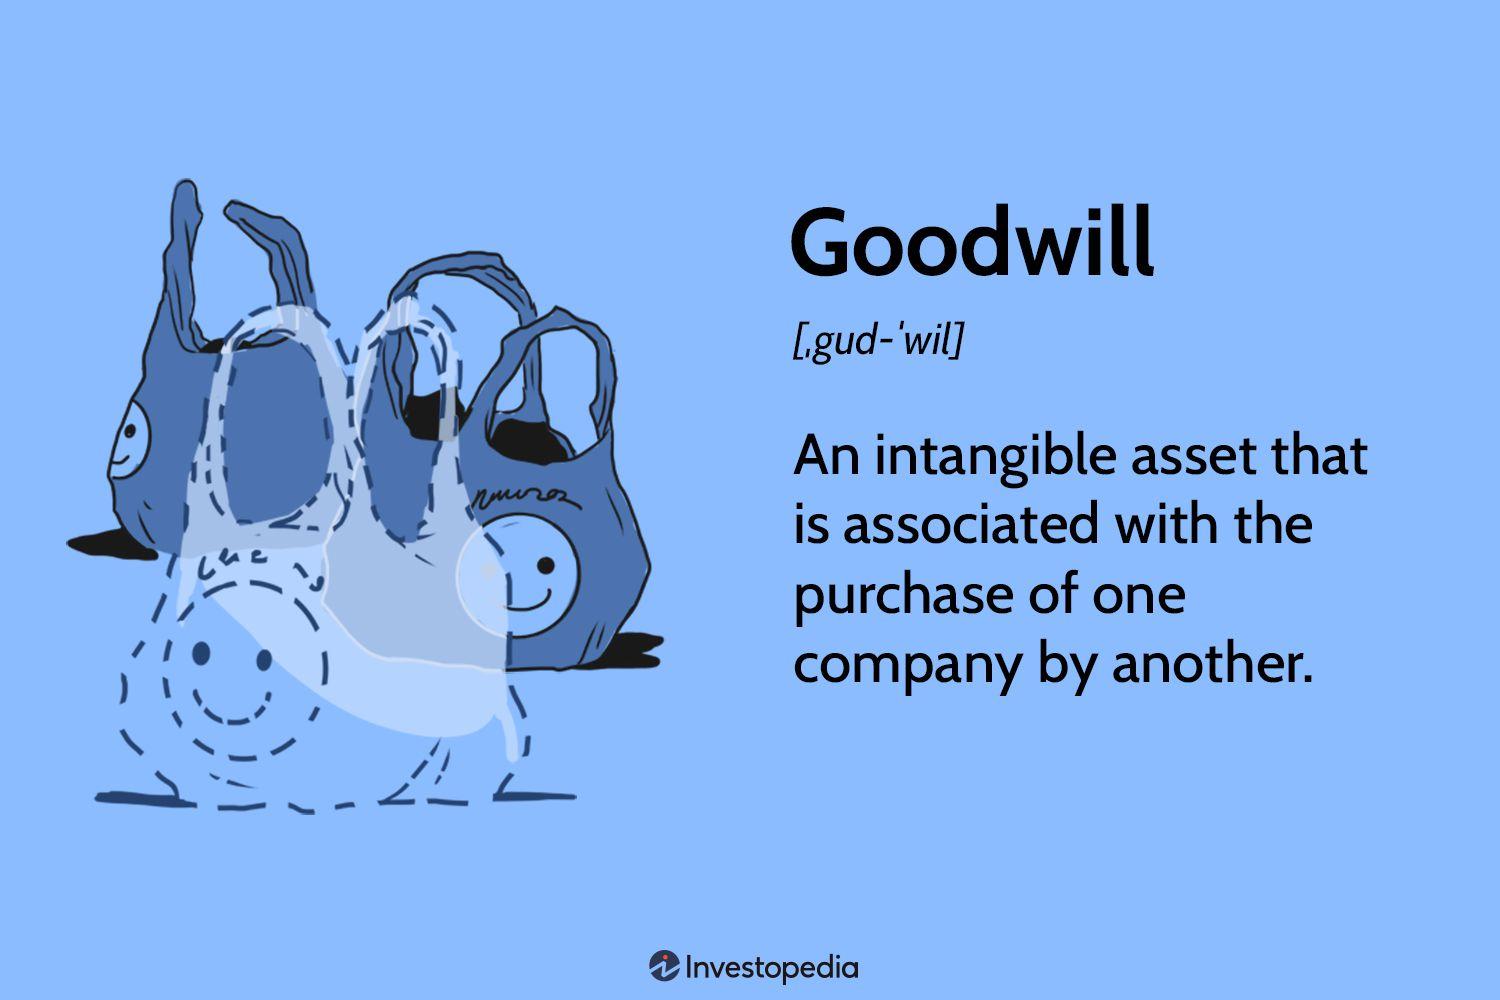 Goodwill
[ˌgud-ˈwil]
An intangible asset that
is associated with the
purchase of one
company by another.
Investopedia